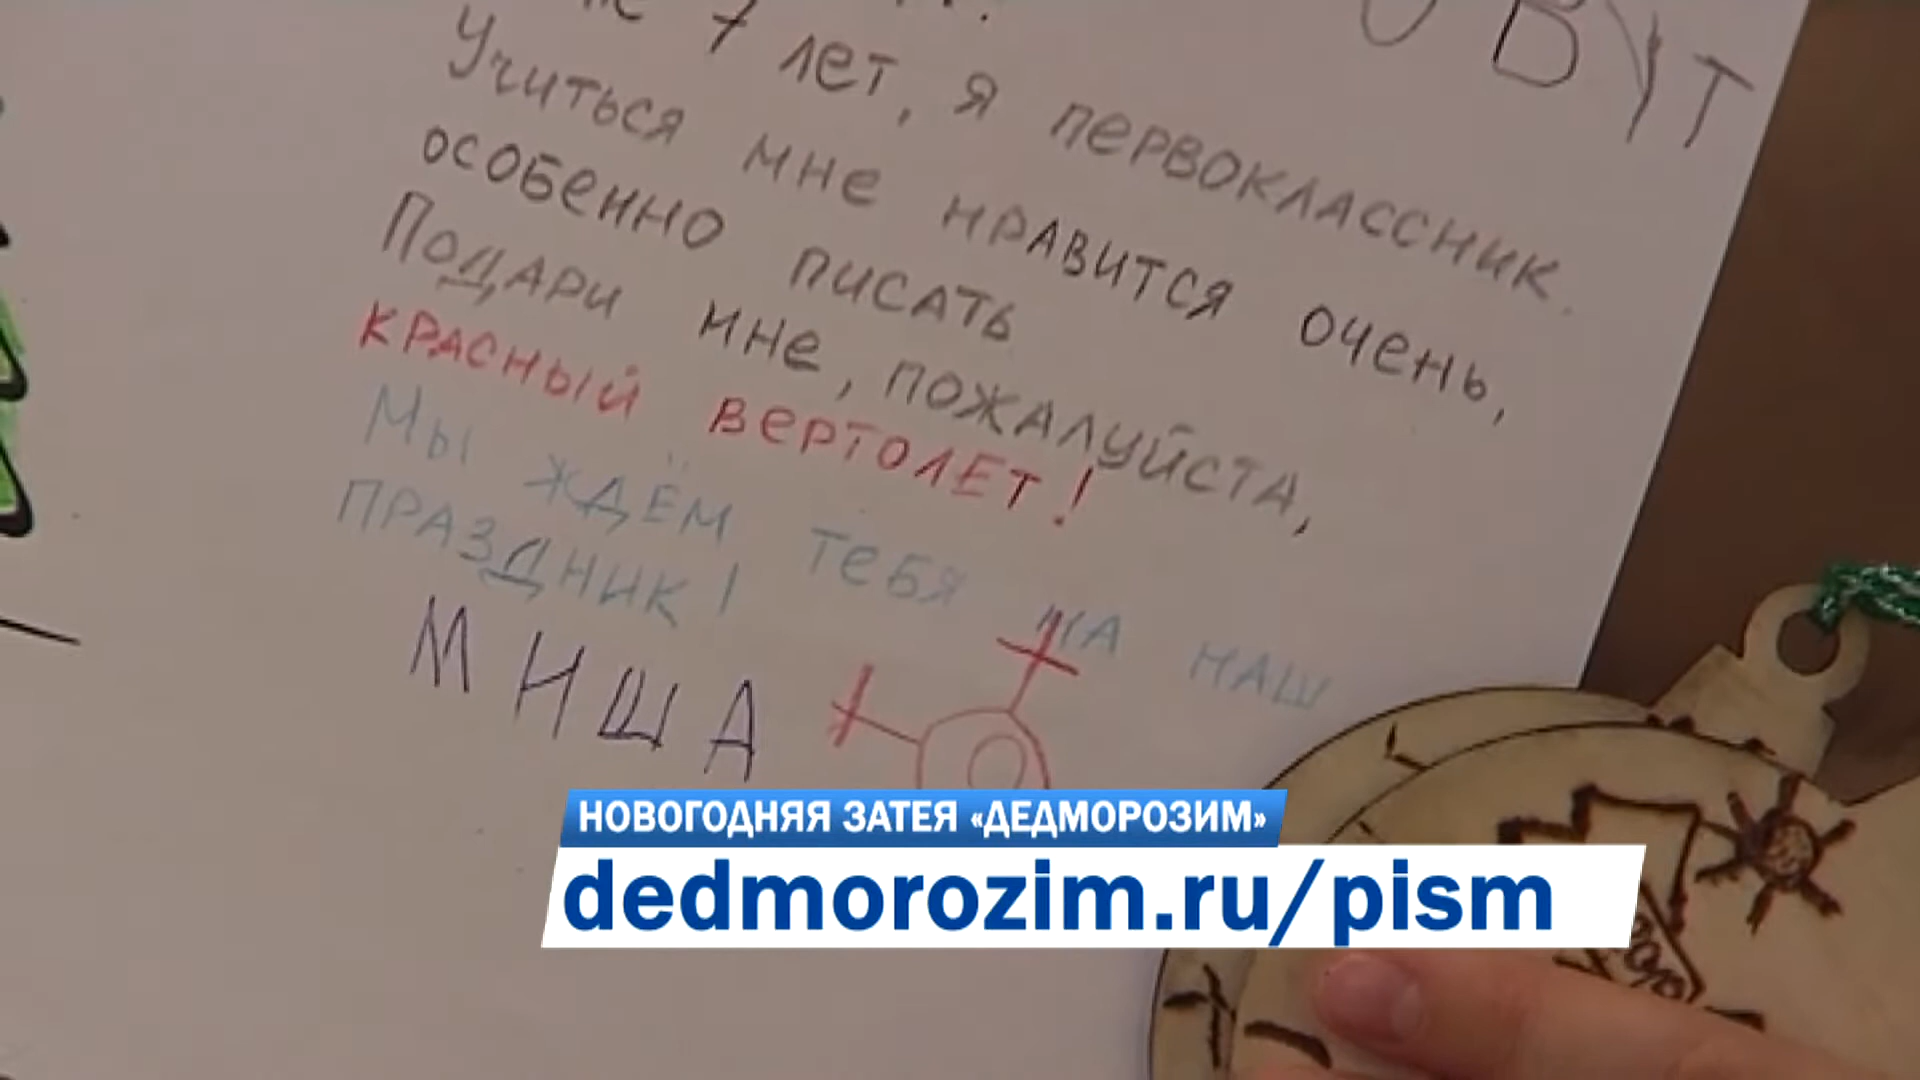 7 лет, я первоклассник.
Учиться мне нравится очень,
особенно писать
Подари мне, пожалуйста,
красный вертолет!
Мы ждём тебя на наш
праздник!
МИША
НОВОГОДНЯЯ ЗАТЕЯ «ДЕДМОРОЗИМ»
dedmorozim.ru/pism